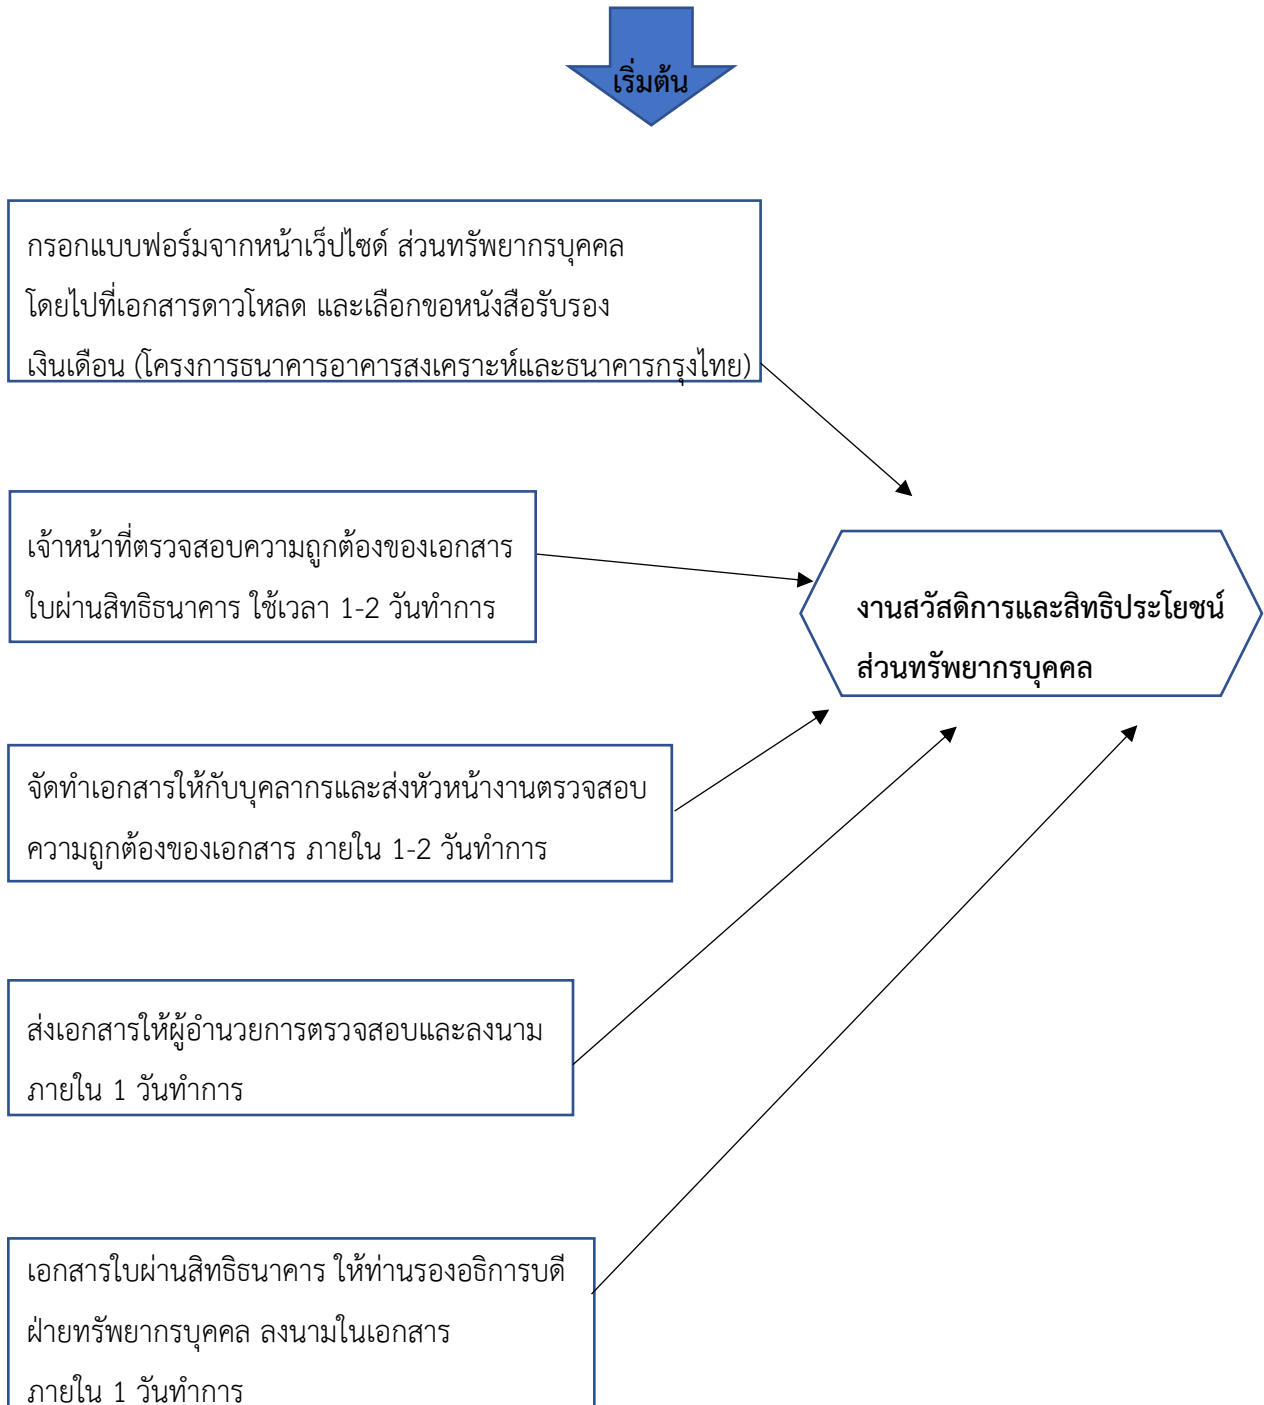 เริ่มต้น
กรอกแบบฟอร์มจากหน้าเว็ปไซด์ ส่วนทรัพยากรบุคคล
โดยไปที่เอกสารดาวโหลด และเลือกขอหนังสือรับรอง
เงินเดือน (โครงการธนาคารอาคารสงเคราะห์และธนาคารกรุงไทย)
เจ้าหน้าที่ตรวจสอบความถูกต้องของเอกสาร
ใบผ่านสิทธิธนาคาร ใช้เวลา 1-2 วันทำการ
งานสวัสดิการและสิทธิประโยชน์
ส่วนทรัพยากรบุคคล
จัดทำเอกสารให้กับบุคลากรและส่งหัวหน้างานตรวจสอบ
ความถูกต้องของเอกสาร ภายใน 1-2 วันทำการ
ส่งเอกสารให้ผู้อำนวยการตรวจสอบและลงนาม
ภายใน 1 วันทำการ
เอกสารใบผ่านสิทธิธนาคาร ให้ท่านรองอธิการบดี
ฝ่ายทรัพยากรบุคคล ลงนามในเอกสาร
ภายใน 1 วันทำการ